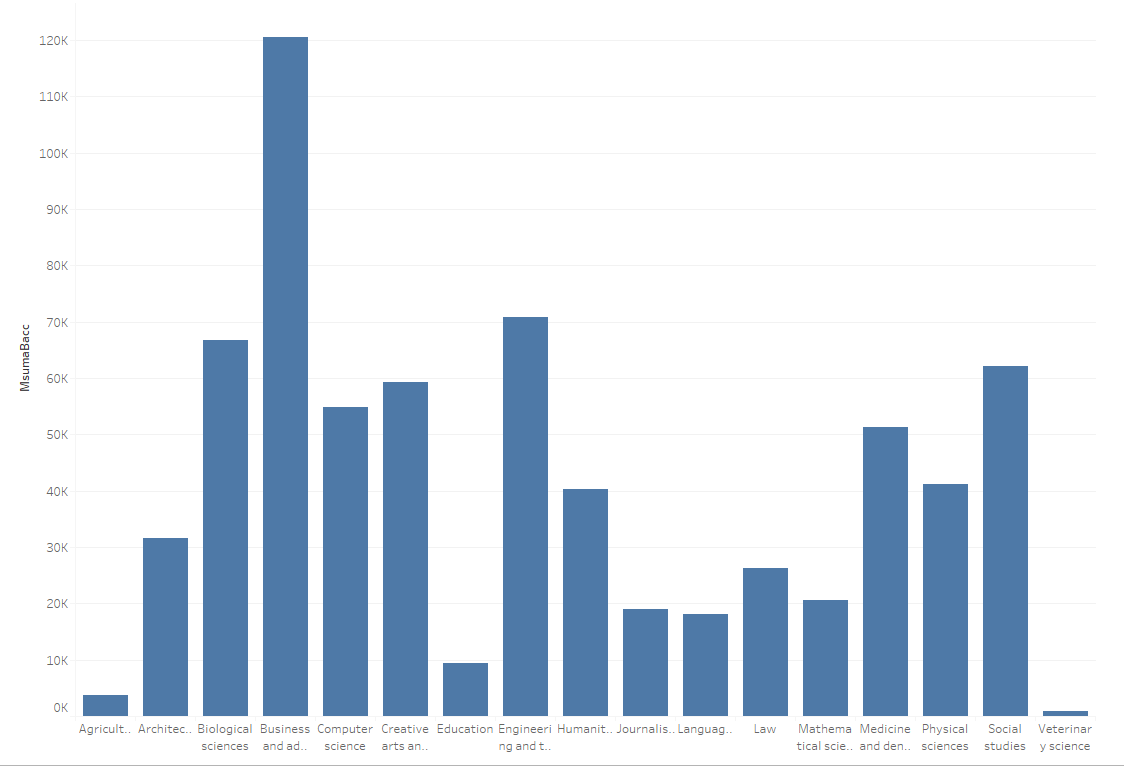 120K
110K
100K
90K
80K
70K
60K
50K
40K
30K
20K
10K
0K
MsumaBacc
Agricult..
Architec..
Biological
sciences
Business
and ad..
Computer
science
Creative
arts an..
Education
Engineeri
ng and t..
Humanit..
Journalis..
Languag..
Law
Mathema
tical scie..
Medicine
and den..
Physical
sciences
Social
studies
Veterinar
y science